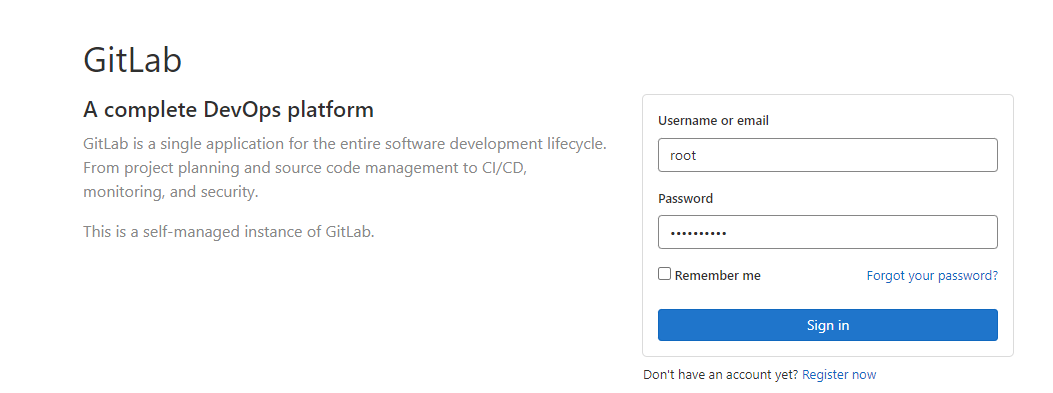 GitLab
A complete DevOps platform
GitLab is a single application for the entire software development lifecycle.
From project planning and source code management to CI/CD,
monitoring, and security.
This is a self-managed instance of GitLab.
Username or email
root
Password
••••••••••
Remember me
Forgot your password?
Sign in
Don't have an account yet? Register now